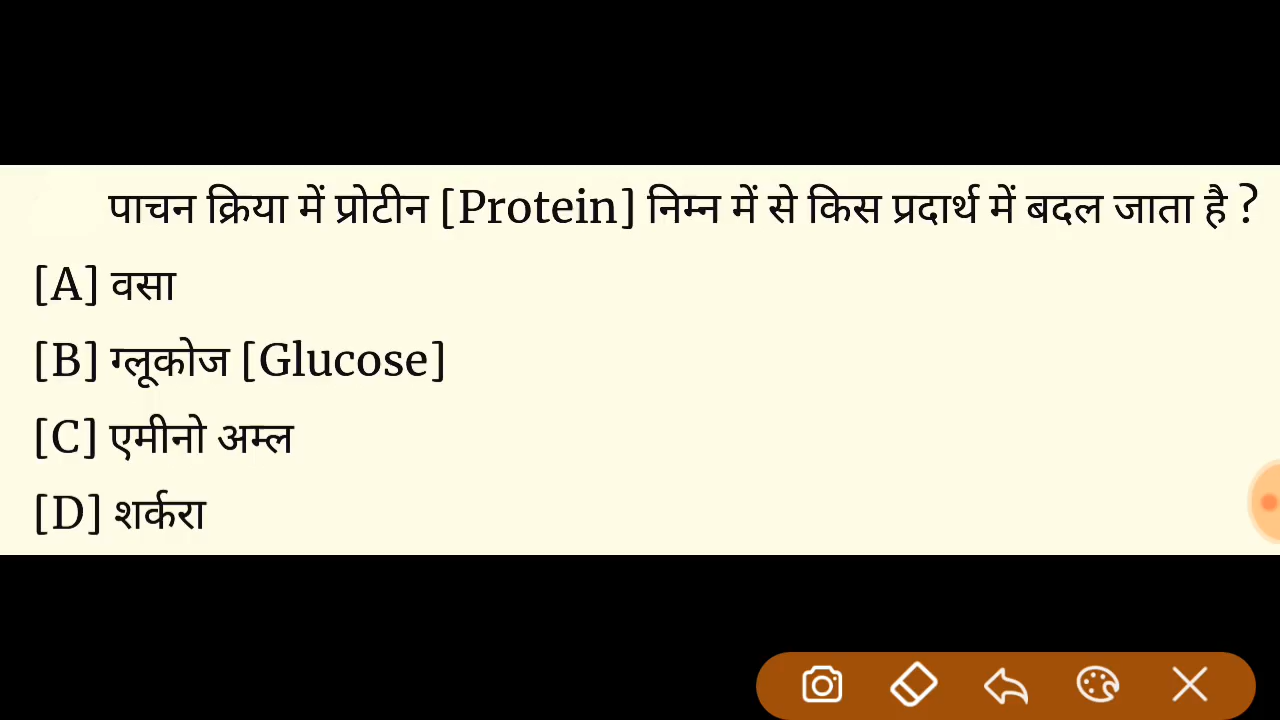 पाचन क्रिया में प्रोटीन [Protein] निम्न में से किस प्रदार्थ में बदल जाता है ?
[A] वसा
[B] ग्लूकोज [Glucose]
[C] एमीनो अम्ल
[D] शर्करा